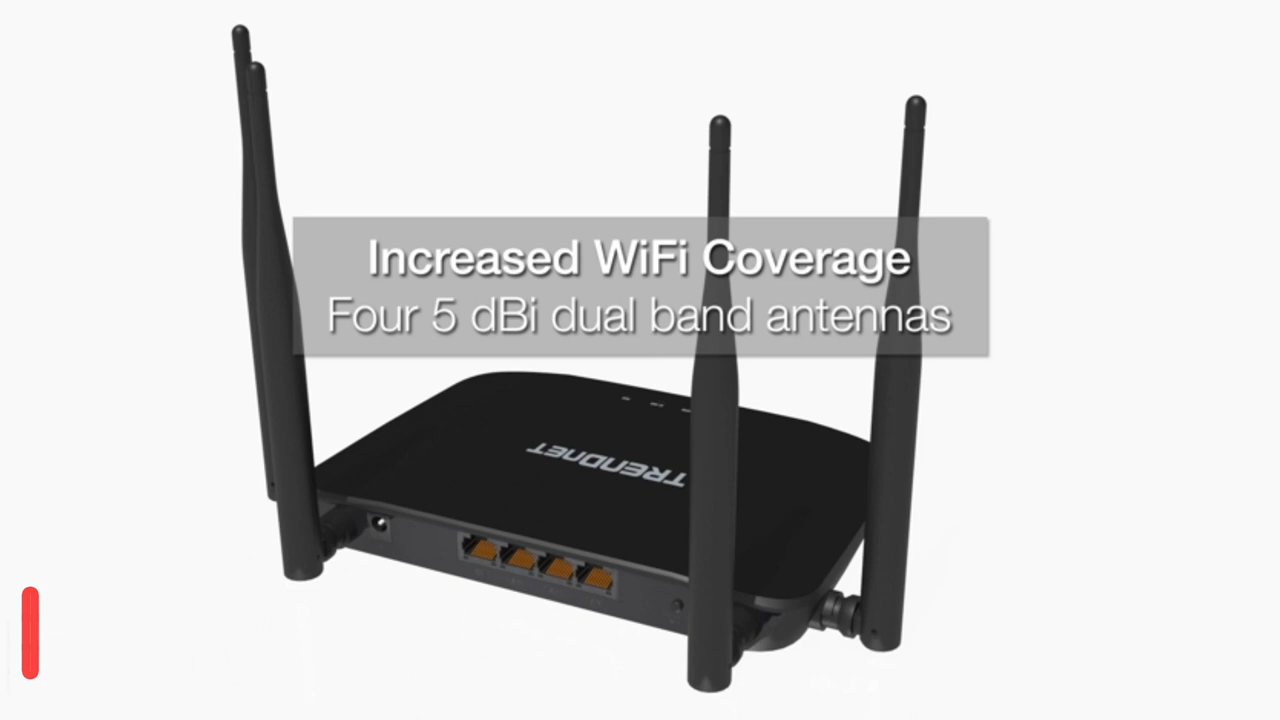 Increased WiFi Coverage
Four 5 dBi dual band antennas
TRENDNET